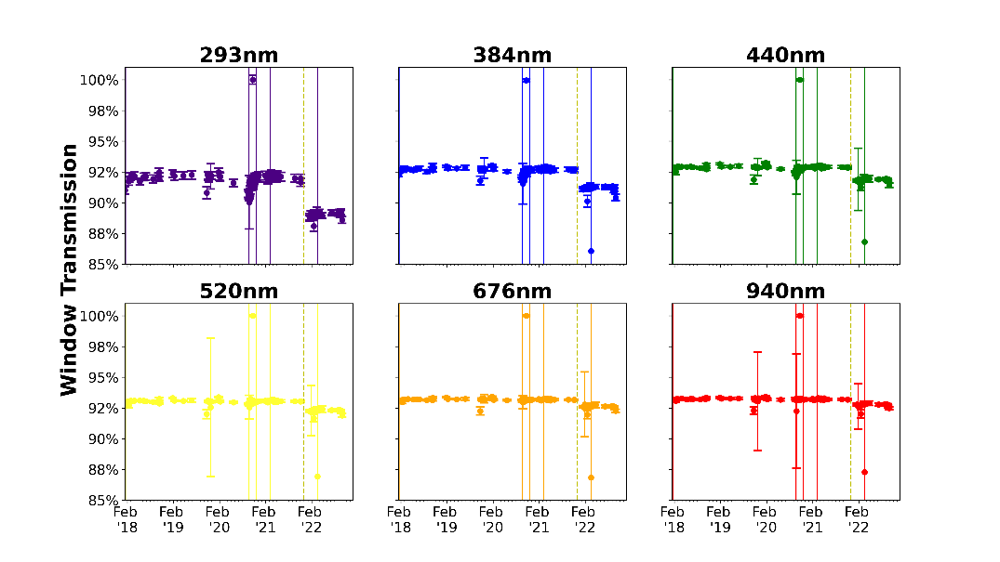 293nm
384nm
440nm
Window Transmission
100%
98%
95%
92%
90%
88%
85%
520nm
676nm
940nm
100%
98%
95%
92%
90%
88%
85%
Feb '18
Feb '19
Feb '20
Feb '21
Feb '22
Feb '18
Feb '19
Feb '20
Feb '21
Feb '22
Feb '18
Feb '19
Feb '20
Feb '21
Feb '22